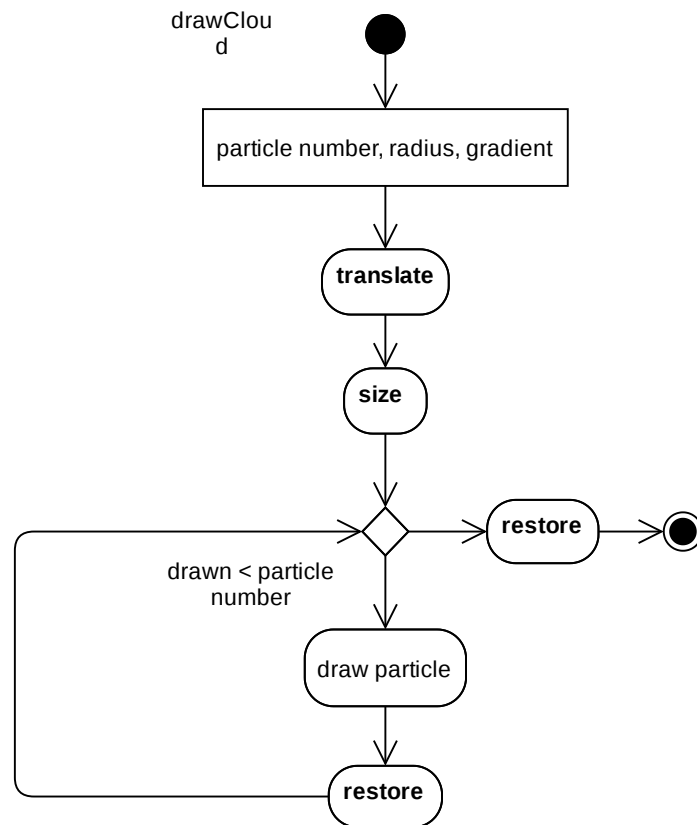 drawClou
d
particle number, radius, gradient
translate
size
restore
drawn < particle
number
draw particle
restore